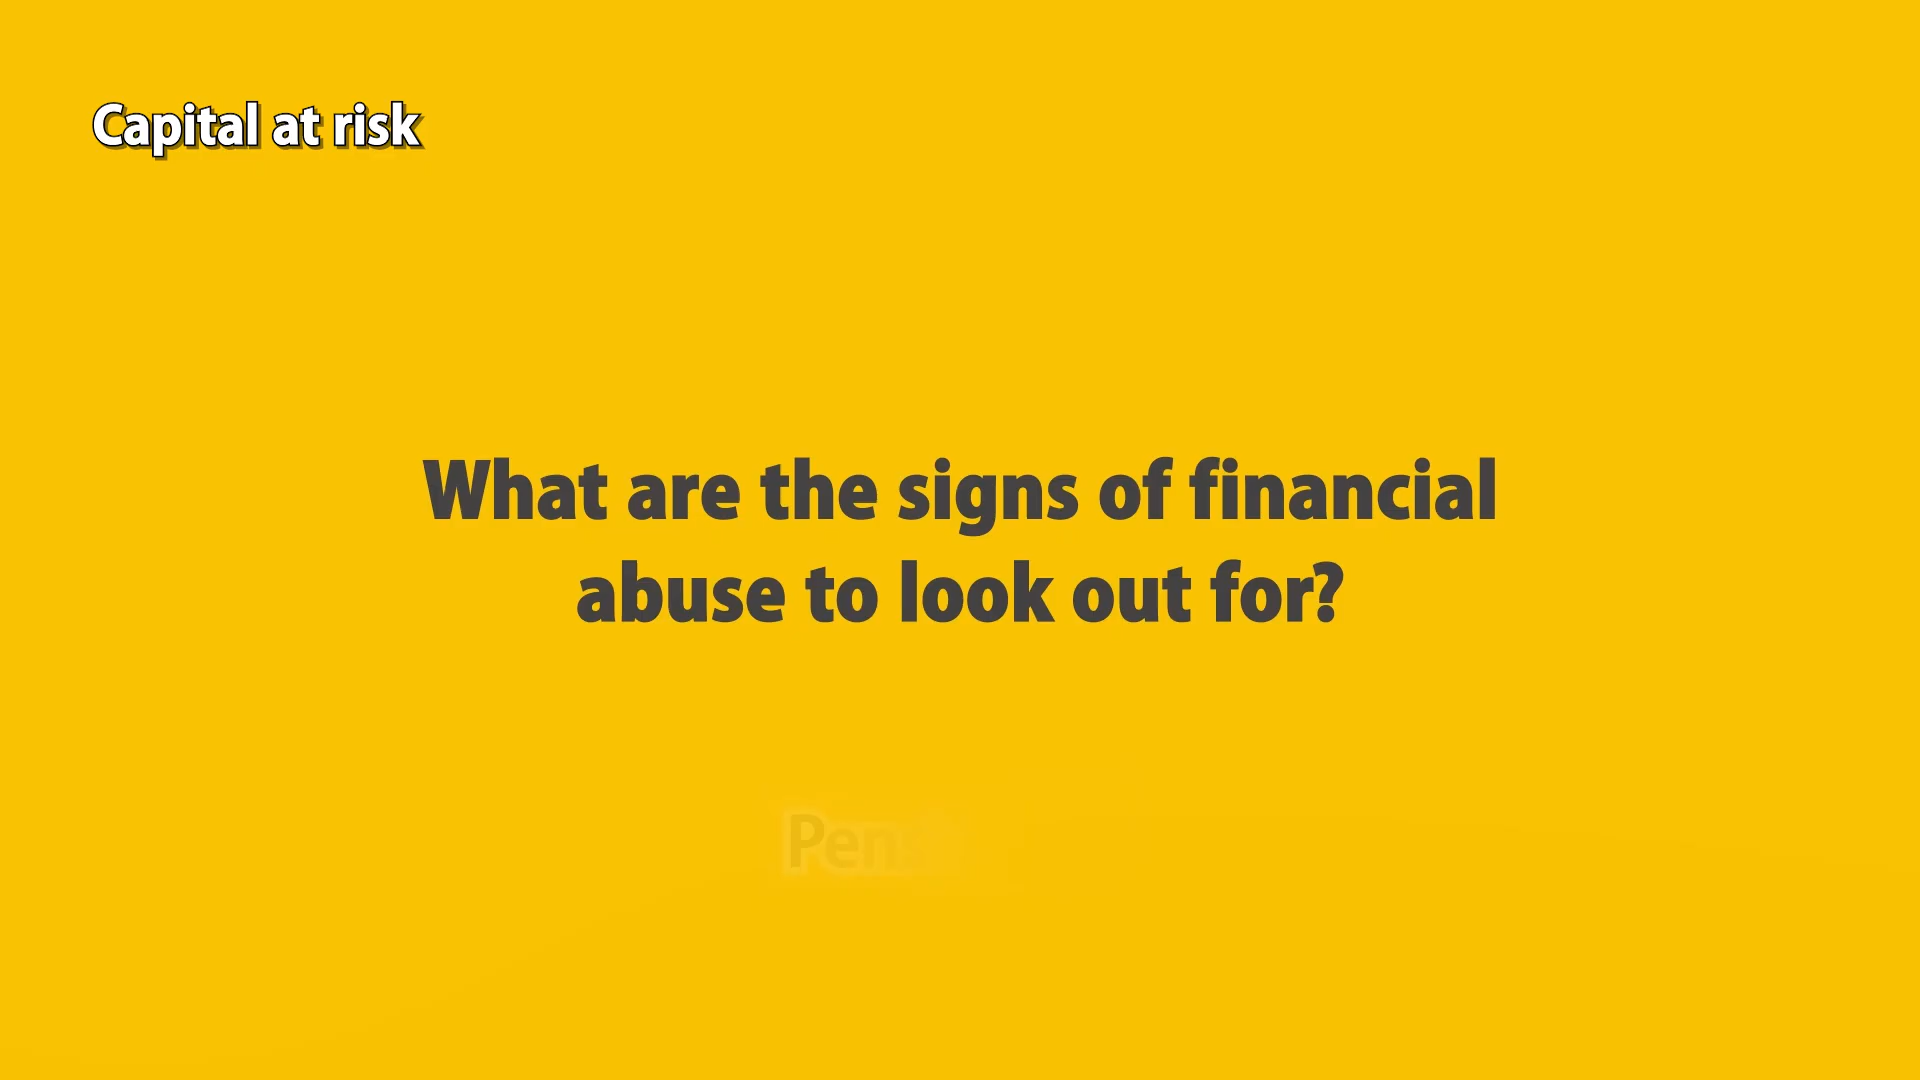 Capital at risk
What are the signs of financial
abuse to look out for?